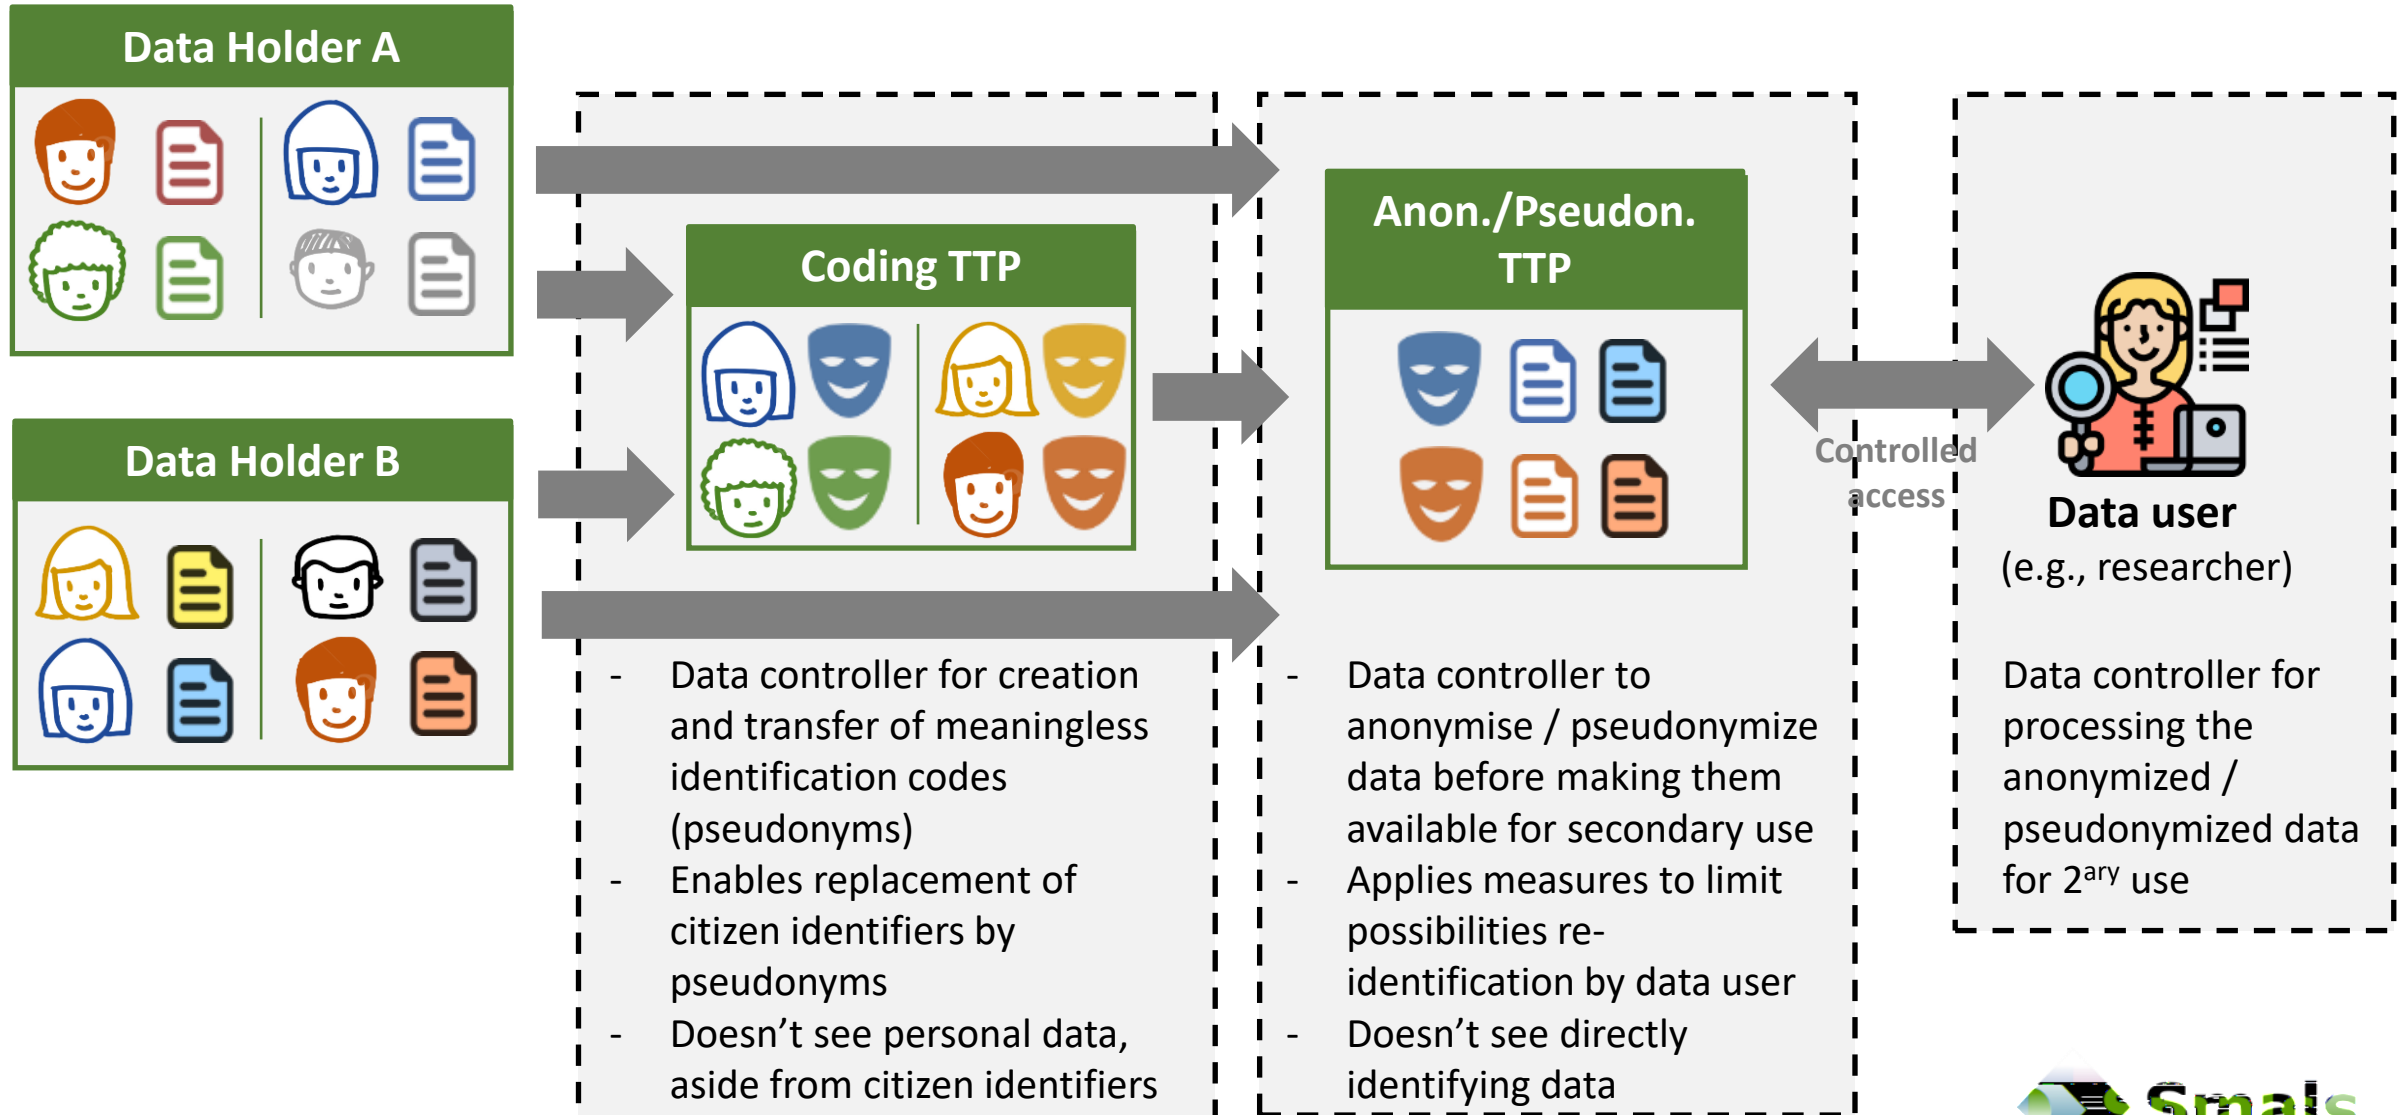 Data Holder A
Data Holder B
Coding TTP
- Data controller for creation
and transfer of meaningless
identification codes
(pseudonyms)
- Enables replacement of
citizen identifiers by
pseudonyms
- Doesn't see personal data,
aside from citizen identifiers
Anon./Pseudon.
TTP
- Data controller to
anonymise / pseudonymize
data before making them
available for secondary use
- Applies measures to limit
possibilities re-
identification by data user
- Doesn't see directly
identifying data
Controlled
access
Data user
(e.g., researcher)
Data controller for
processing the
anonymized /
pseudonymized data
for 2ary use
Smals